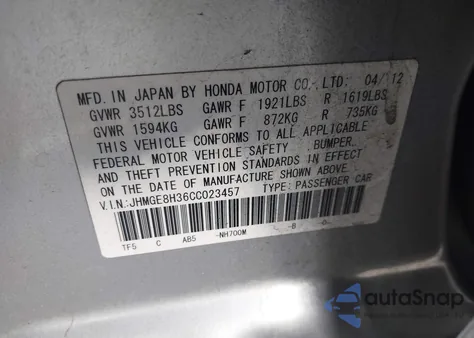 MFD. IN JAPAN BY HONDA MOTOR CO., LTD. 04/12
GVWR 3512LBS GAWR F 1921LBS R 1619LBS
GVWR 1594KG GAWR F 872KG R 735KG
THIS VEHICLE CONFORMS TO ALL APPLICABLE
FEDERAL MOTOR VEHICLE SAFETY, BUMPER,
AND THEFT PREVENTION STANDARDS IN EFFECT
ON THE DATE OF MANUFACTURE SHOWN ABOVE.
V.I.N.: JHMGE8H36CC023457 TYPE: PASSENGER CAR
TF5 C AB5 -NH700M - -B -0-
autoSnap